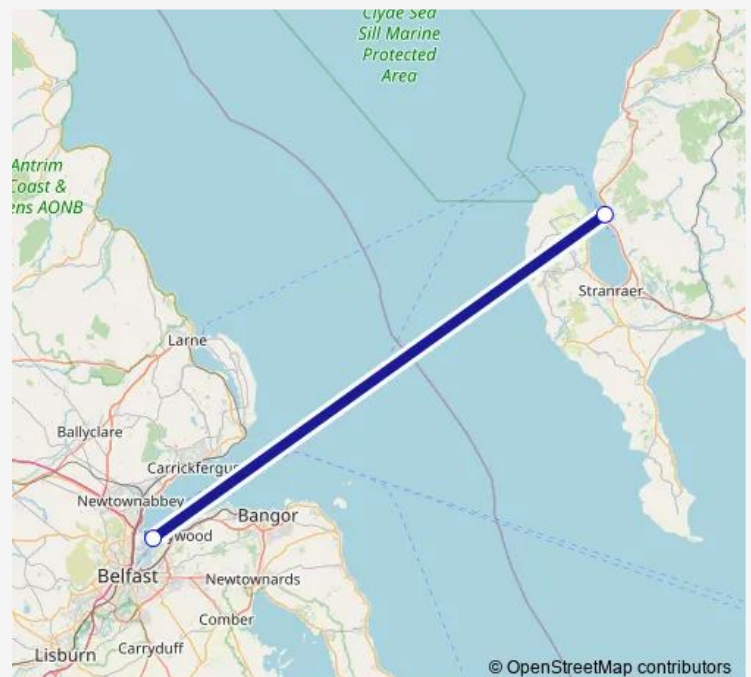 Clyde Sea
Sill Marine
Protected
Area
Antrim
Coast &
ens AONB
Stranraer
Larne
Ballyclare
Carrickfergus
Newtownabbey
Bangor
ywood
Belfast
Newtownards
Comber
Carryduff
Lisburn
© OpenStreetMap contributors